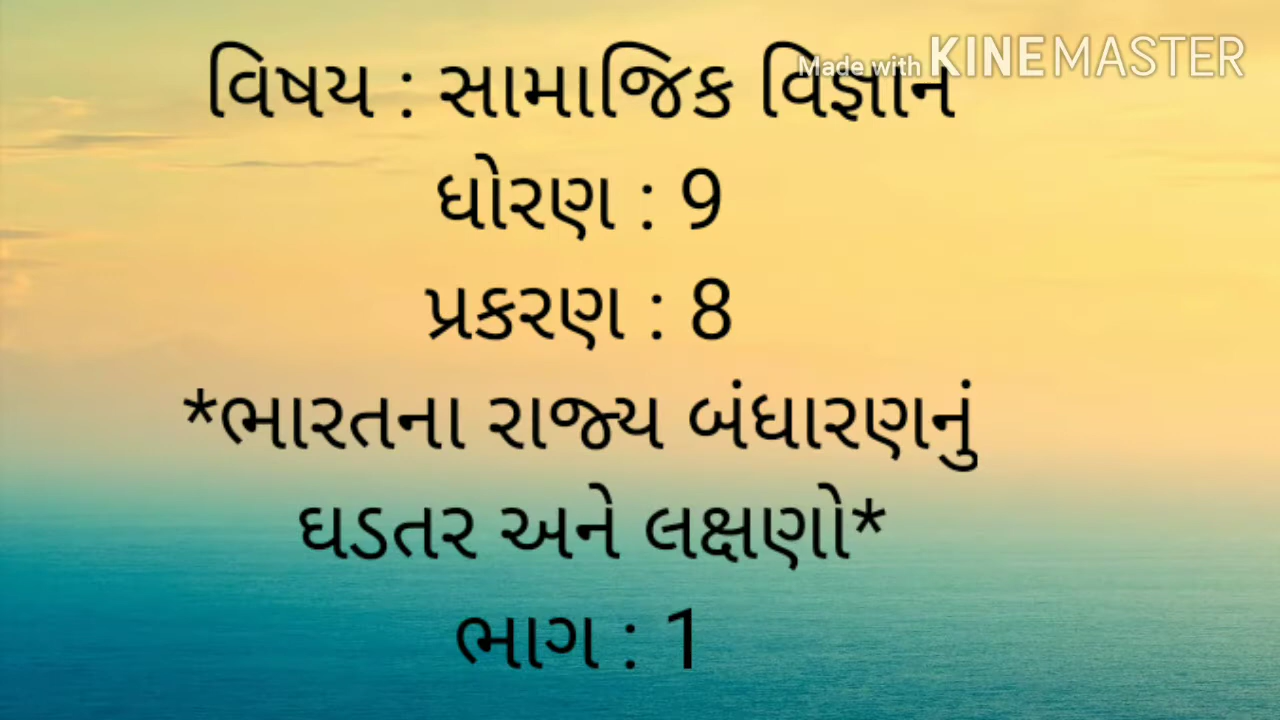 Made with KINEMASTER
વિષય : સામાજિક વિજ્ઞાન
ધોરણ : 9
પ્રકરણ : 8
*ભારતના રાજ્ય બંધારણનું
ઘડતર અને લક્ષણો*
ભાગ : 1